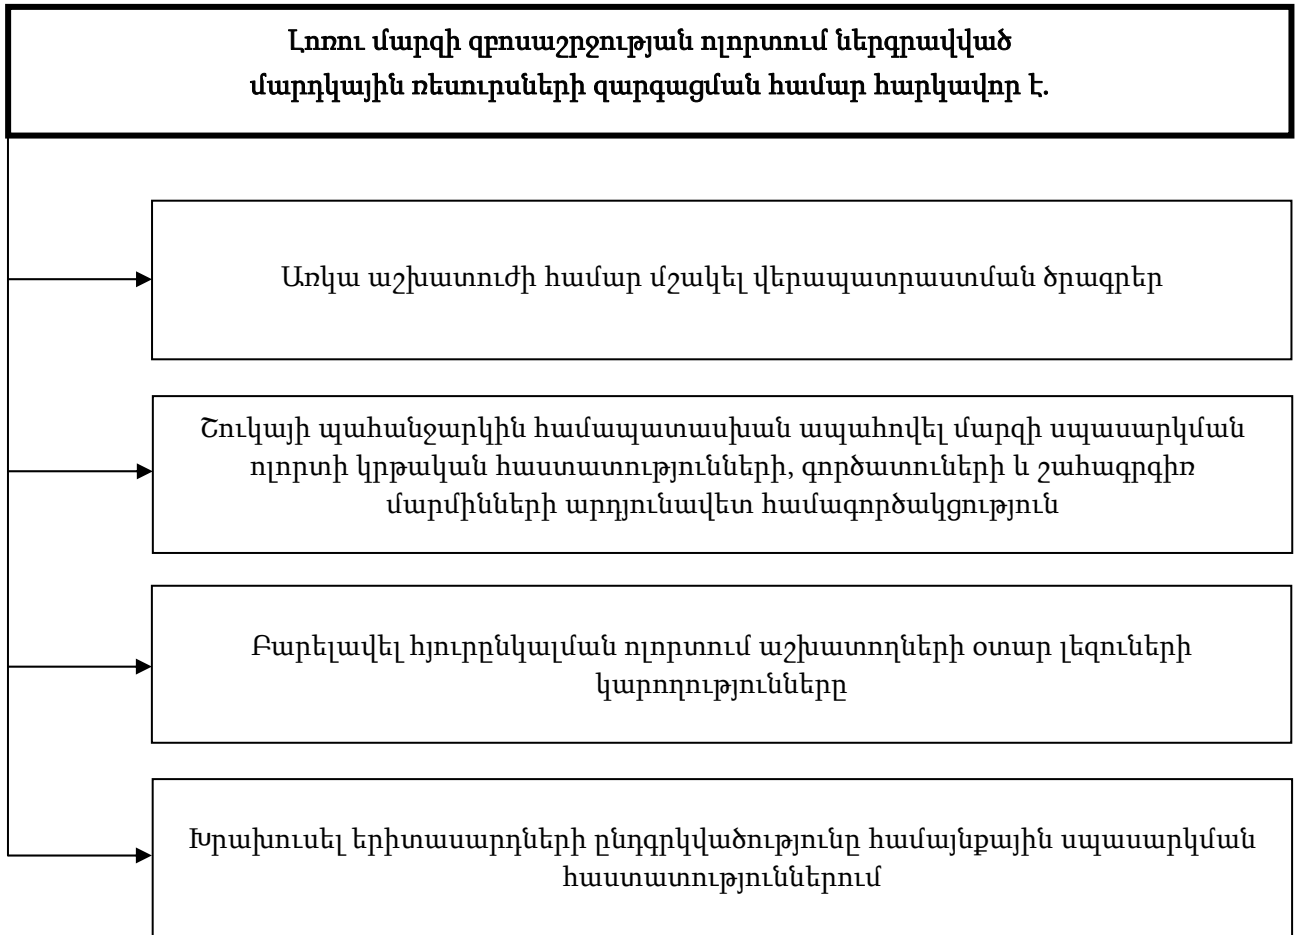 Լոռու մարզի զբոսաշրջության ոլորտում ներգրավված
մարդկային ռեսուրսների զարգացման համար հարկավոր է.
Առկա աշխատուժի համար մշակել վերապատրաստման ծրագրեր
Շուկայի պահանջարկին համապատասխան ապահովել մարզի սպասարկման
ոլորտի կրթական հաստատությունների, գործատուների և շահագրգիռ
մարմինների արդյունավետ համագործակցություն
Բարելավել հյուրընկալման ոլորտում աշխատողների օտար լեզուների
կարողությունները
Խրախուսել երիտասարդների ընդգրկվածությունը համայնքային սպասարկման
հաստատություններում